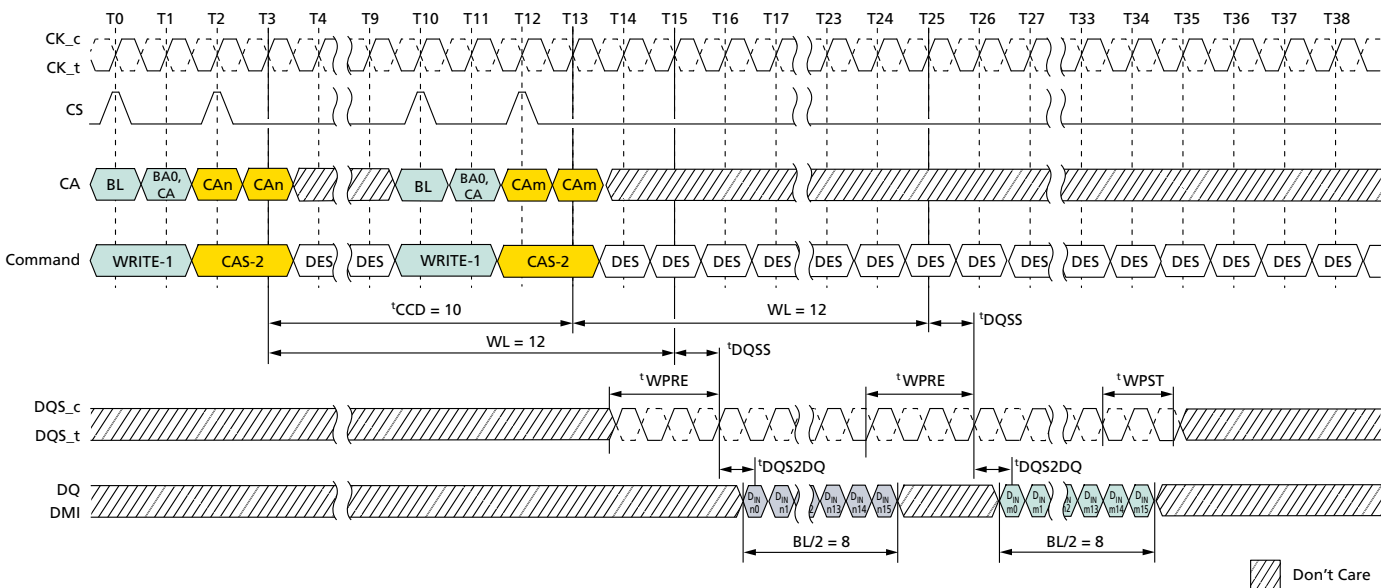 T0 T1 T2 T3 T4 T9 T10 T11 T12 T13 T14 T15 T16 T17 T23 T24 T25 T26 T27 T33 T34 T35 T36 T37 T38
CK_c
CK_t
CS
CA BL BA0, CA CAn CAn BL BA0, CA CAm CAm
Command WRITE-1 CAS-2 DES DES WRITE-1 CAS-2 DES DES DES DES DES DES DES DES DES DES DES DES DES DES DES
tCCD = 10 WL = 12 tDQSS
WL = 12 tDQSS
tWPRE tWPRE tWPST
DQS_c
DQS_t
tDQS2DQ tDQS2DQ
DQ DIN n0 DIN n1 DIN n13 DIN n14 DIN n15 DIN m0 DIN m1 DIN m13 DIN m14 DIN m15
DMI
BL/2 = 8 BL/2 = 8
Don't Care